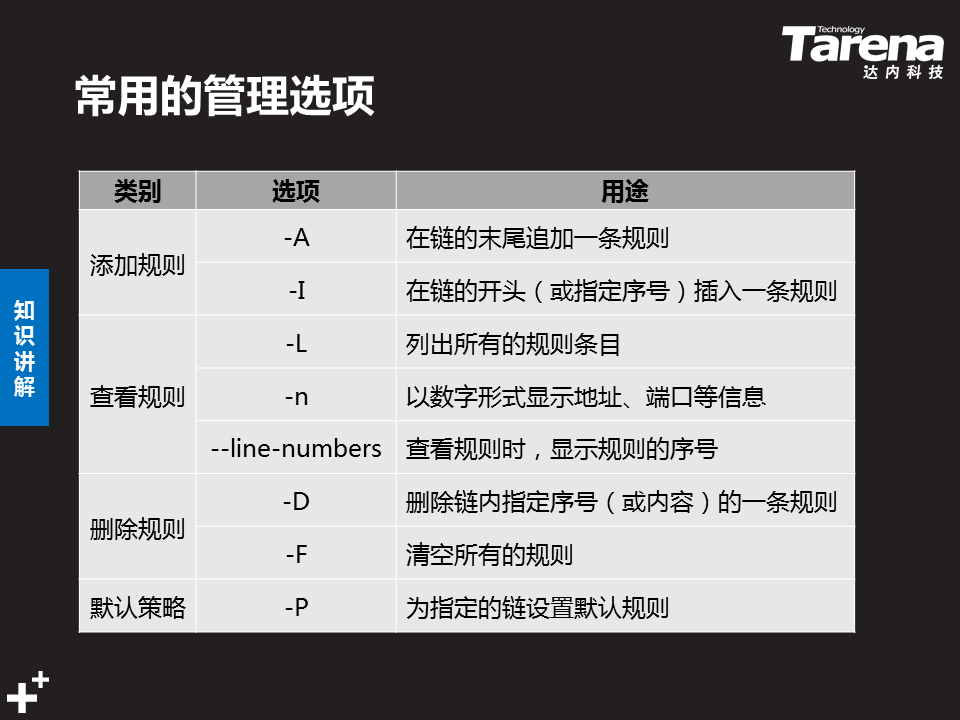 Technology
Tarena
达内科技
常用的管理选项
类别 选项 用途
添加规则 -A 在链的末尾追加一条规则
-I 在链的开头（或指定序号）插入一条规则
查看规则 -L 列出所有的规则条目
-n 以数字形式显示地址、端口等信息
--line-numbers 查看规则时，显示规则的序号
删除规则 -D 删除链内指定序号（或内容）的一条规则
-F 清空所有的规则
默认策略 -P 为指定的链设置默认规则
知识讲解